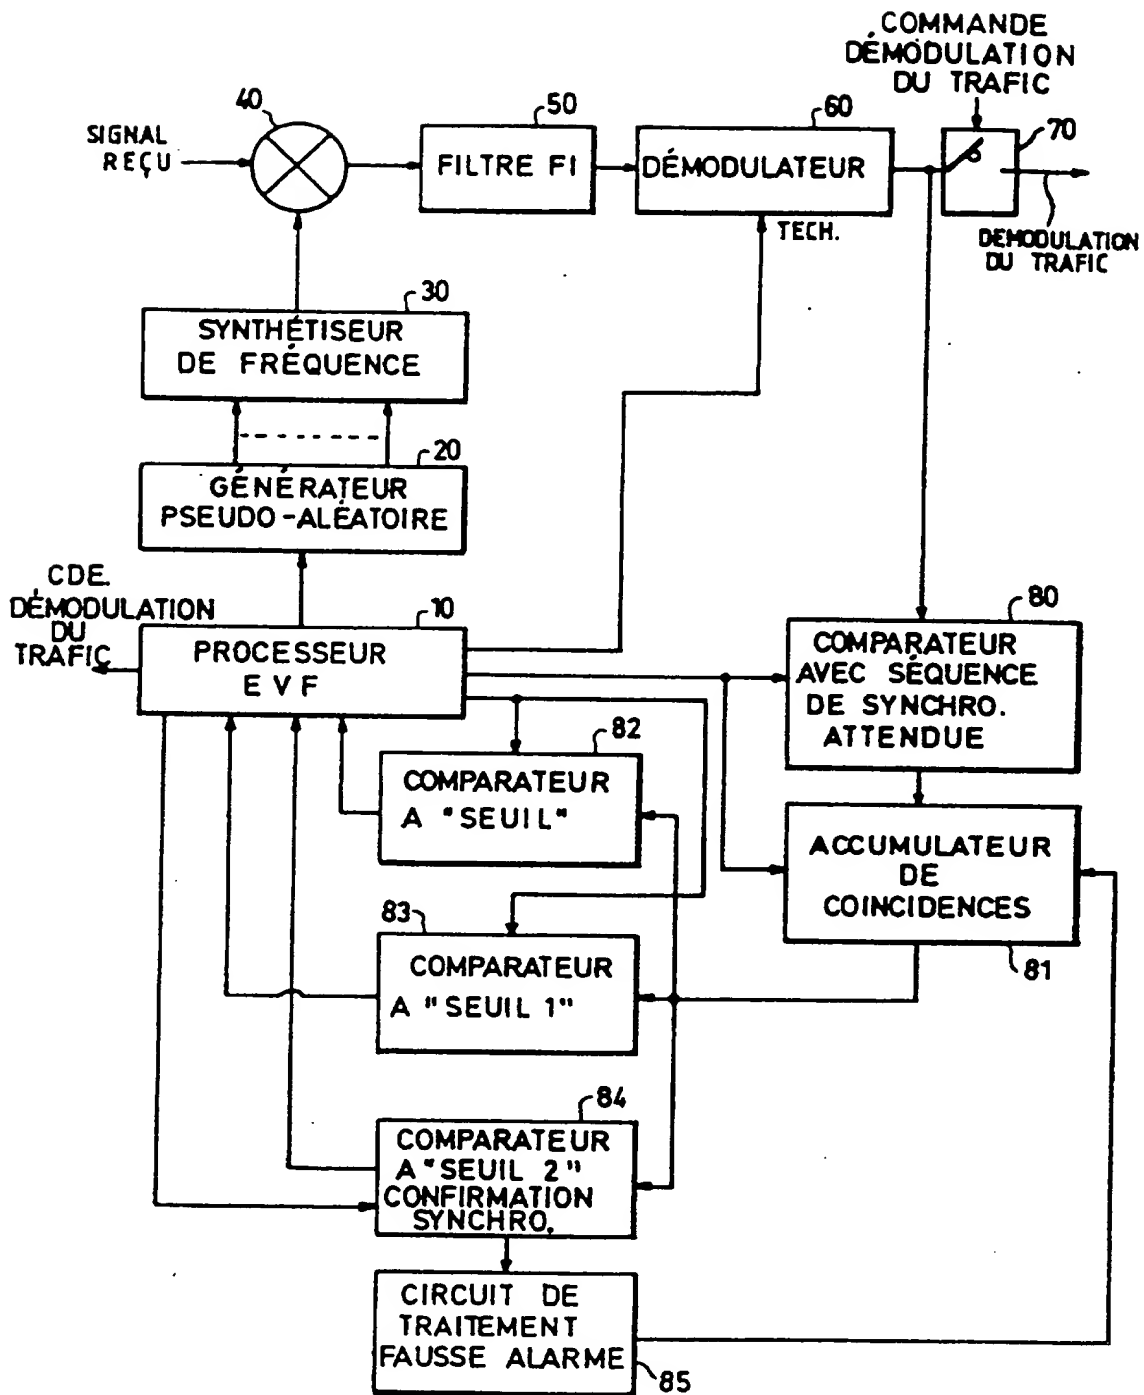 COMMANDE
DÉMODULATION
DU TRAFIC
40
50
60
70
SIGNAL
REÇU
FILTRE FI
DÉMODULATEUR
TECH.
DEMODULATION
DU TRAFIC
30
SYNTHÉTISEUR
DE FRÉQUENCE
20
GÉNÉRATEUR
PSEUDO-ALÉATOIRE
CDE.
DÉMODULATION
DU
TRAFIC
10
PROCESSEUR
EVF
80
COMPARATEUR
AVEC SÉQUENCE
DE SYNCHRO.
ATTENDUE
82
COMPARATEUR
A "SEUIL"
ACCUMULATEUR
DE
COINCIDENCES
81
83
COMPARATEUR
A "SEUIL 1"
84
COMPARATEUR
A "SEUIL 2"
CONFIRMATION
SYNCHRO.
CIRCUIT DE
TRAITEMENT
FAUSSE ALARME
85